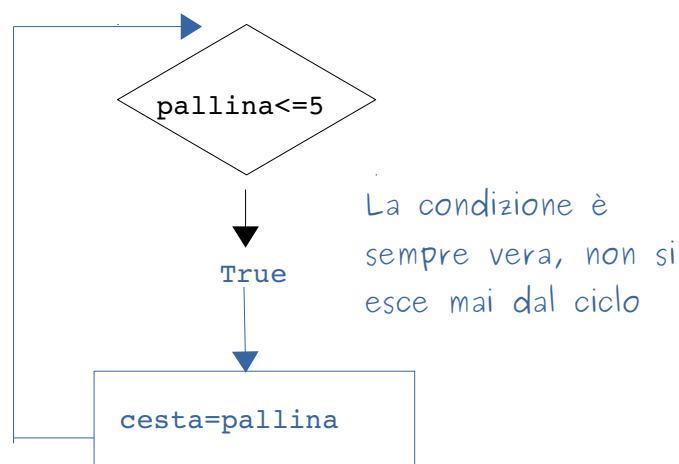 pallina<=5
La condizione è
sempre vera, non si
esce mai dal ciclo
True
cesta=pallina